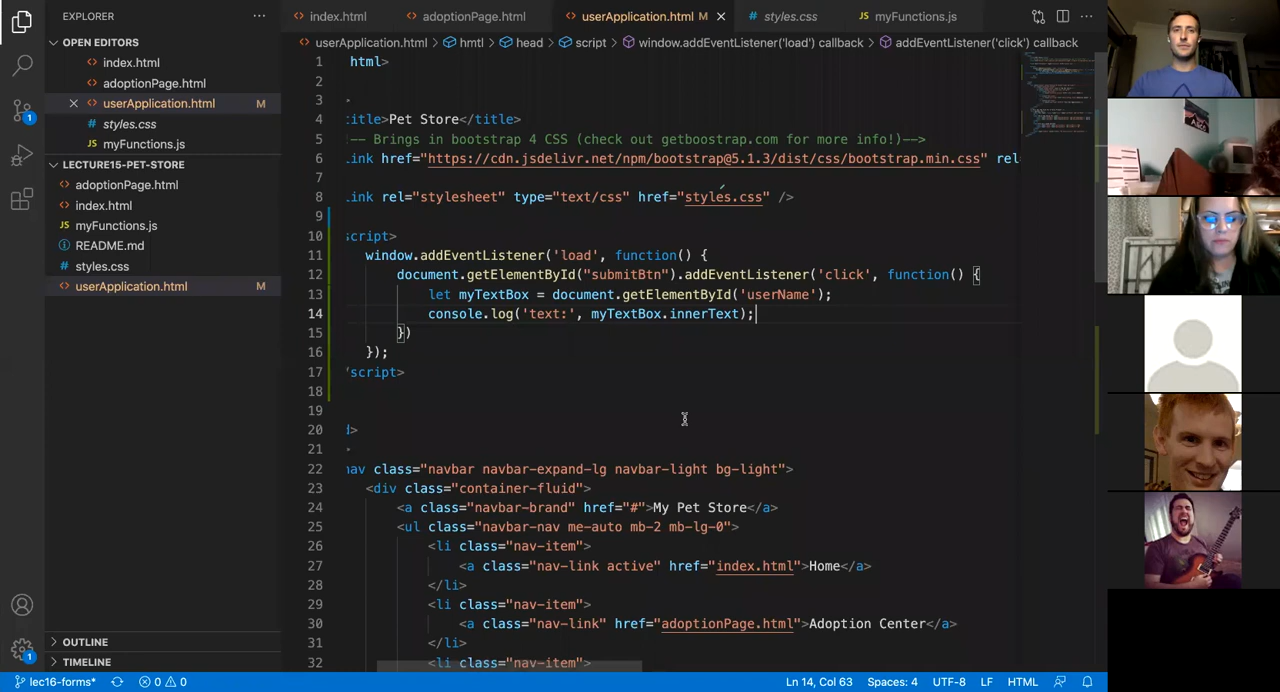 EXPLORER
OPEN EDITORS
index.html
adoptionPage.html
userApplication.html M
styles.css
myFunctions.js
LECTURE15-PET-STORE
adoptionPage.html
index.html
myFunctions.js
README.md
styles.css
userApplication.html M
OUTLINE
TIMELINE
index.html adoptionPage.html userApplication.html M styles.css myFunctions.js
userApplication.html > hmtl > head > script > window.addEventListener('load') callback > addEventListener('click') callback
1 html>
2
3 >
4 title>Pet Store</title>
5 -- Brings in bootstrap 4 CSS (check out getboostrap.com for more info!)-->
6 link href="https://cdn.jsdelivr.net/npm/bootstrap@5.1.3/dist/css/bootstrap.min.css" rel
7
8 link rel="stylesheet" type="text/css" href="styles.css" />
9
10 script>
11 window.addEventListener('load', function() {
12 document.getElementById("submitBtn").addEventListener('click', function() {
13 let myTextBox = document.getElementById('userName');
14 console.log('text:', myTextBox.innerText);
15 })
16 });
17 /script>
18
19
20 d>
21 >
22 nav class="navbar navbar-expand-lg navbar-light bg-light">
23 <div class="container-fluid">
24 <a class="navbar-brand" href="#">My Pet Store</a>
25 <ul class="navbar-nav me-auto mb-2 mb-lg-0">
26 <li class="nav-item">
27 <a class="nav-link active" href="index.html">Home</a>
28 </li>
29 <li class="nav-item">
30 <a class="nav-link" href="adoptionPage.html">Adoption Center</a>
31 </li>
32 <li class="nav-item">
lec16-forms* 0 0 Ln 14, Col 63 Spaces: 4 UTF-8 LF HTML